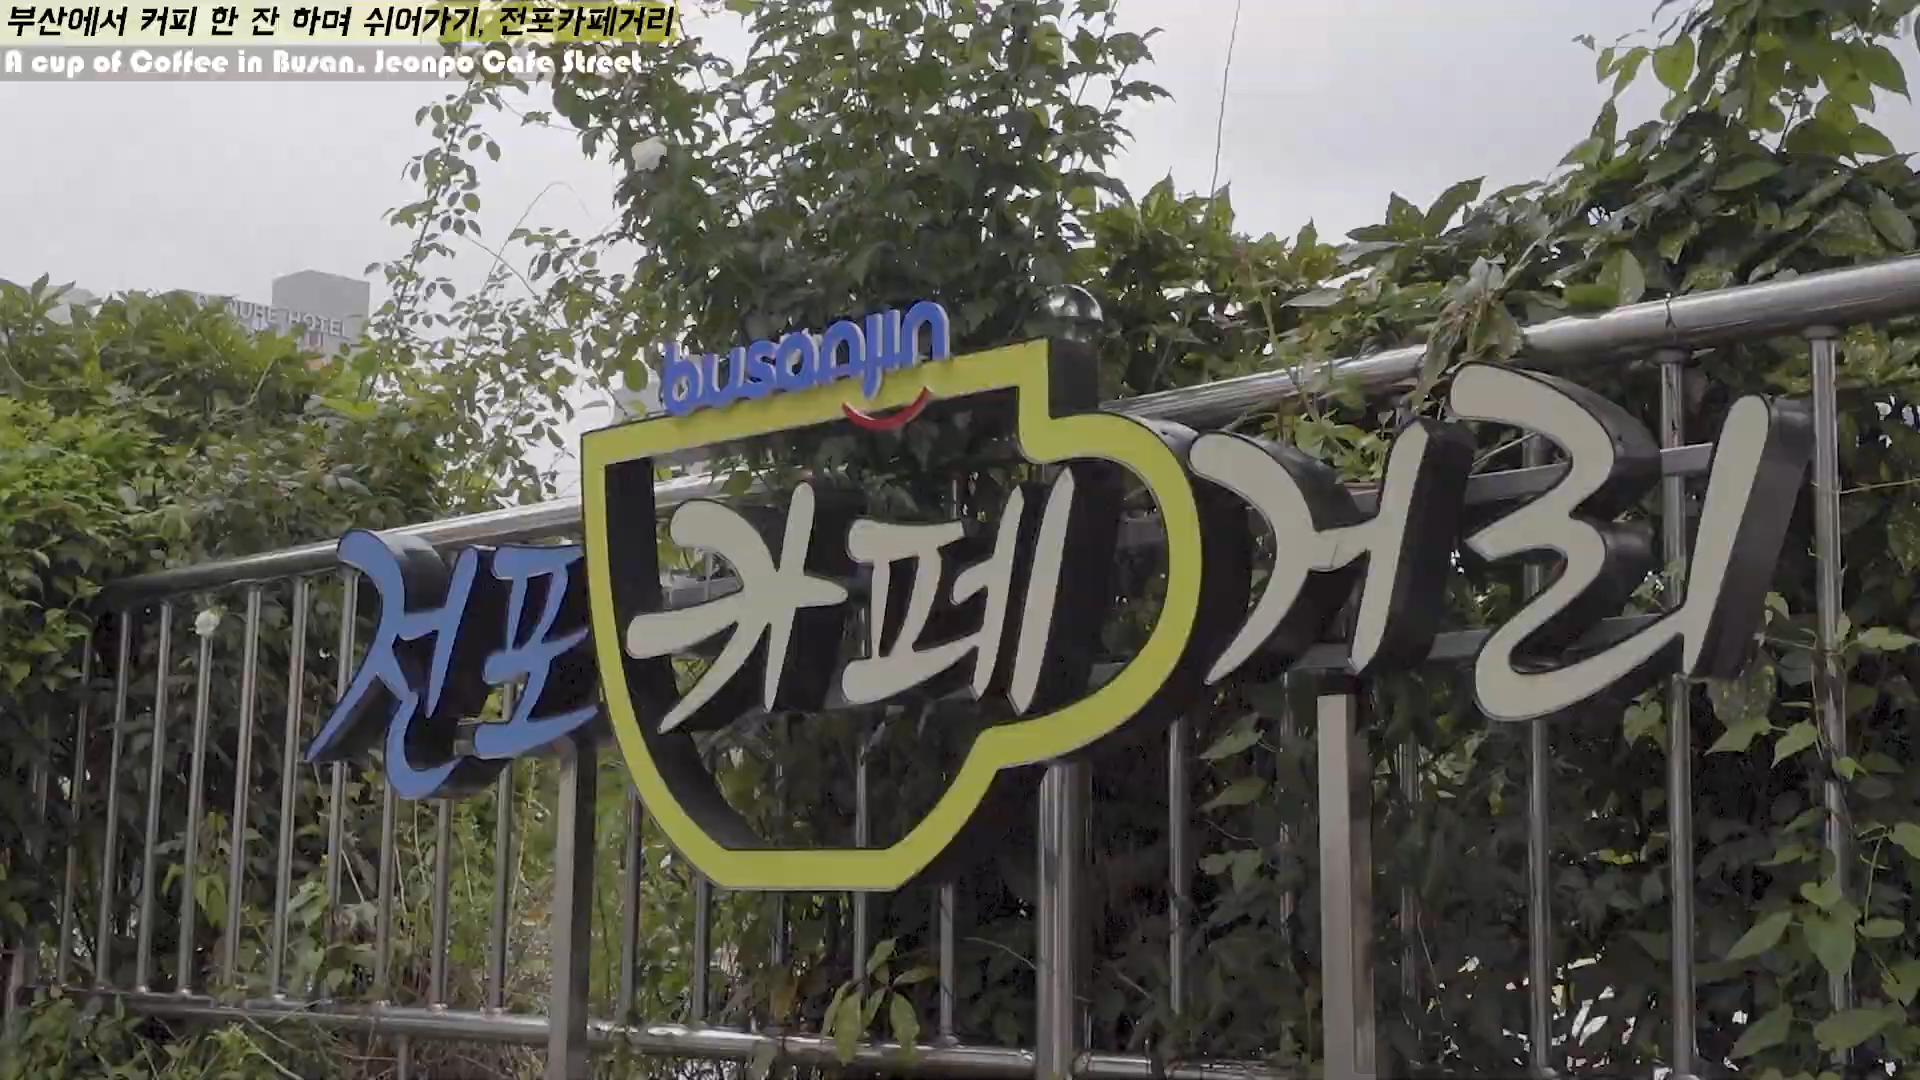 부산에서 커피 한 잔 하며 쉬어가기, 전포카페거리
A cup of Coffee in Busan. Jeonpo Cafe Street
HOTEL
busanjin
전포 카페 거리